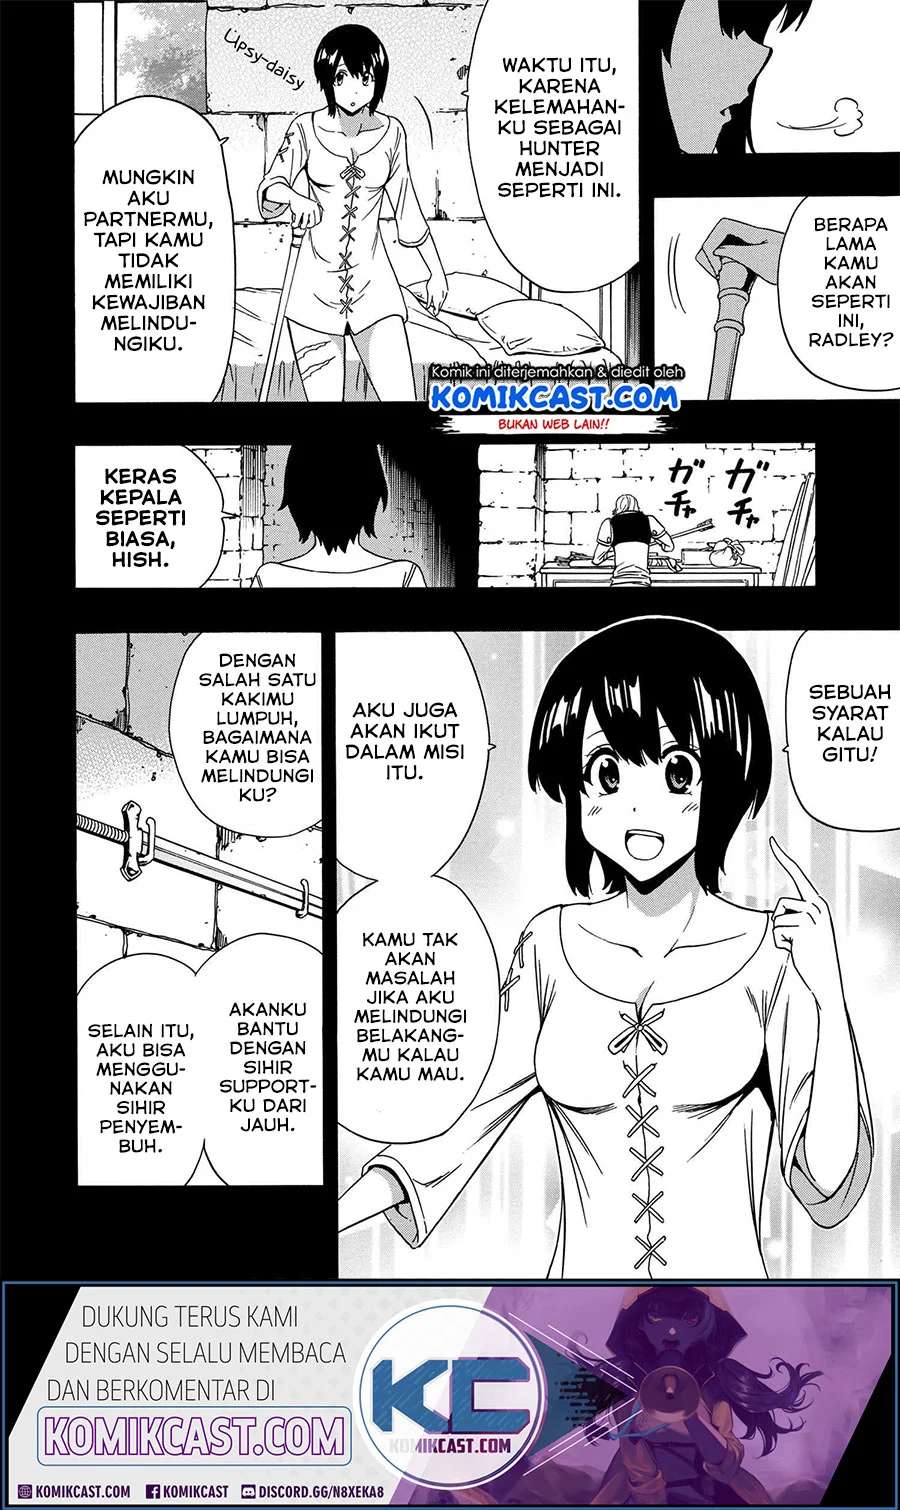 BERAPA
LAMA
KAMU
AKAN
SEPERTI
INI,
RADLEY?
WAKTU ITU,
KARENA
KELEMAHAN-
KU SEBAGAI
HUNTER
MENJADI
SEPERTI INI.
Upsy-daisy
MUNGKIN
AKU
PARTNERMU,
TAPI KAMU
TIDAK
MEMILIKI
KEWAJIBAN
MELINDU-
NGIKU.
Komik ini diterjemahkan & diedit oleh
KOMIKCAST.COM
BUKAN WEB LAIN!!
ガチャ
ガチャ
KERAS
KEPALA
SEPERTI
BIASA,
HISH.
SEBUAH
SYARAT
KALAU
GITU!
AKU JUGA
AKAN IKUT
DALAM MISI
ITU.
KAMU TAK
AKAN
MASALAH
JIKA AKU
MELINDUNGI
BELAKANG-
MU KALAU
KAMU MAU.
DENGAN
SALAH SATU
KAKIMU
LUMPUH,
BAGAIMANA
KAMU BISA
MELINDUNGI
KU?
AKANKU
BANTU
DENGAN
SIHIR
SUPPORT-
KU DARI
JAUH.
SELAIN ITU,
AKU BISA
MENGGU-
NAKAN
SIHIR
PENYEM-
BUH.
DUKUNG TERUS KAMI
DENGAN SELALU MEMBACA
DAN BERKOMENTAR DI
KOMIKCAST.COM
KOMIKCAST.COM KOMIKCAST DISCORD.GG/N8XEKA8
KC
KOMIKCAST.COM